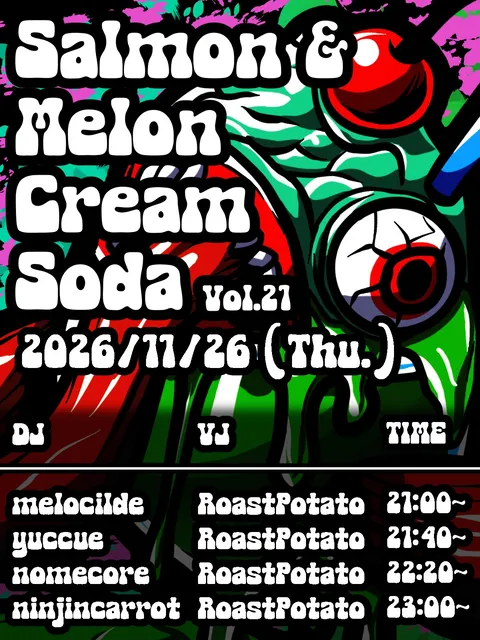 Salmon &
Melon
Cream
Soda Vol.21
2026/11/26 (Thu.)
DJ VJ TIME
melocilde RoastPotato 21:00~
yuccue RoastPotato 21:40~
nomecore RoastPotato 22:20~
ninjincarrot RoastPotato 23:00~